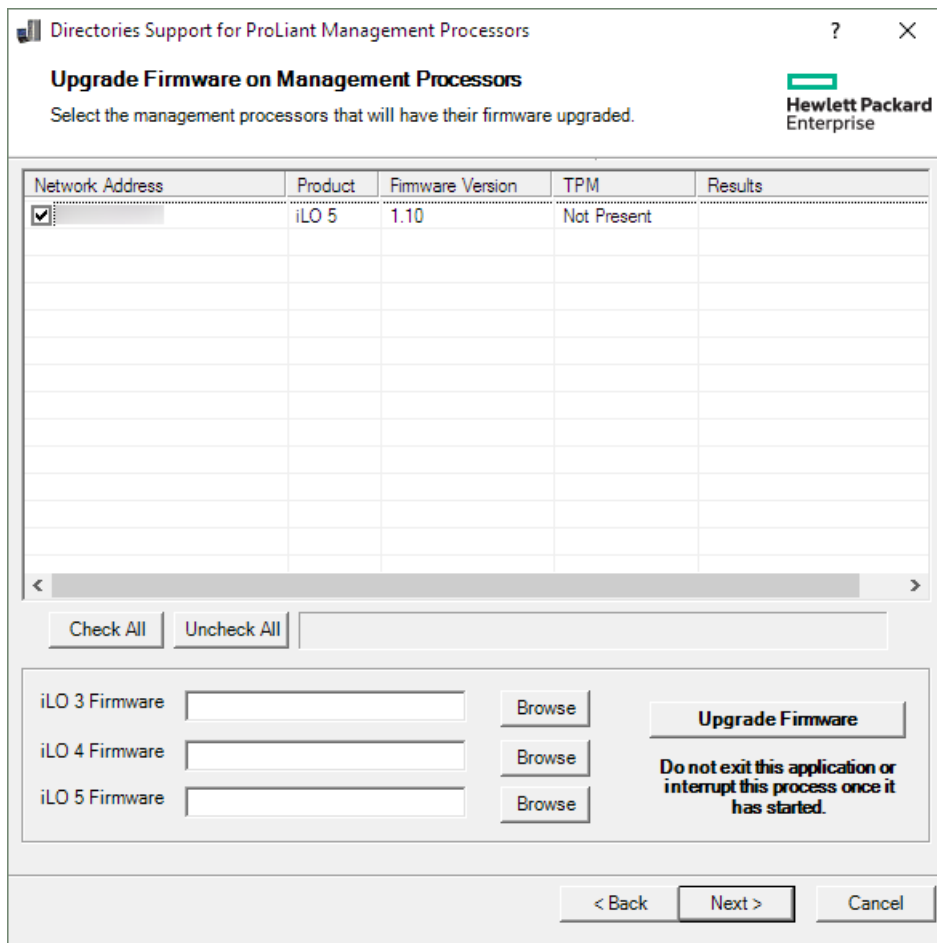 Directories Support for ProLiant Management Processors
?
Upgrade Firmware on Management Processors
Select the management processors that will have their firmware upgraded.
Hewlett Packard
Enterprise
Network Address Product Firmware Version TPM Results
iLO 5 1.10 Not Present
Check All Uncheck All
iLO 3 Firmware Browse
iLO 4 Firmware Browse
iLO 5 Firmware Browse
Upgrade Firmware
Do not exit this application or
interrupt this process once it
has started.
< Back Next > Cancel